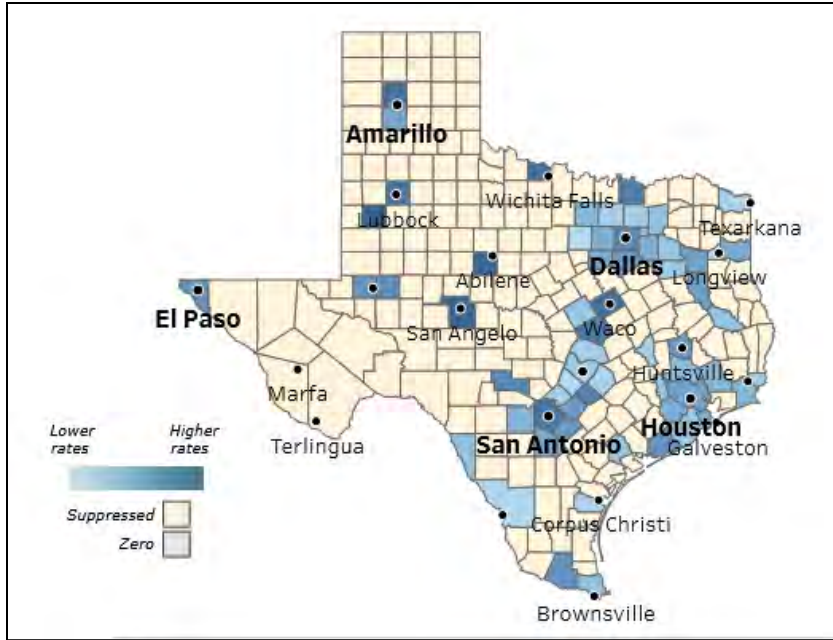 Amarillo
Wichita Falls
Lubbock
Texarkana
Dallas
Abilene
Longview
El Paso
San Angelo
Waco
Huntsville
Marfa
Houston
San Antonio
Galveston
Terlingua
Lower
rates
Higher
rates
Suppressed
Zero
Corpus Christi
Brownsville